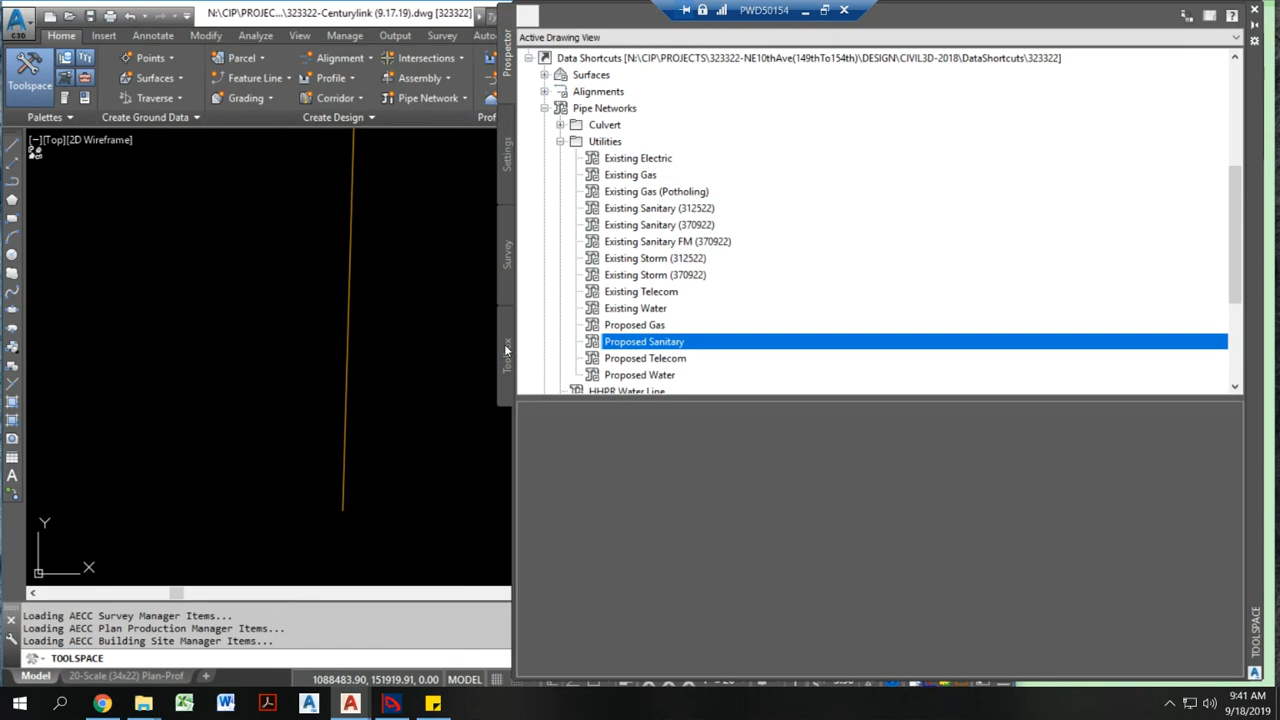 N:\CIP\PROJEC...\323322-Centurylink (9.17.19).dwg [323322]
PWD50154
C3D
Home Insert Annotate Modify Analyze View Manage Output Survey
Toolspace
Points
Surfaces
Traverse
Parcel
Feature Line
Grading
Alignment
Profile
Corridor
Intersections
Assembly
Pipe Network
Palettes
Create Ground Data
Create Design
[−][Top][2D Wireframe]
Active Drawing View
Prospector
Settings
Survey
Data Shortcuts [N:\CIP\PROJECTS\323322-NE10thAve(149thTo154th)\DESIGN\CIVIL3D-2018\DataShortcuts\323322]
Surfaces
Alignments
Pipe Networks
Culvert
Utilities
Existing Electric
Existing Gas
Existing Gas (Potholing)
Existing Sanitary (312522)
Existing Sanitary (370922)
Existing Sanitary FM (370922)
Existing Storm (312522)
Existing Storm (370922)
Existing Telecom
Existing Water
Proposed Gas
Proposed Sanitary
Proposed Telecom
Proposed Water
HHPR Water Line
Y
X
Loading AECC Survey Manager Items...
Loading AECC Plan Production Manager Items...
Loading AECC Building Site Manager Items...
TOOLSPACE
Model 20-Scale (34x22) Plan-Prof
1088483.90, 151919.91, 0.00 MODEL
TOOLSPACE
9:41 AM
9/18/2019